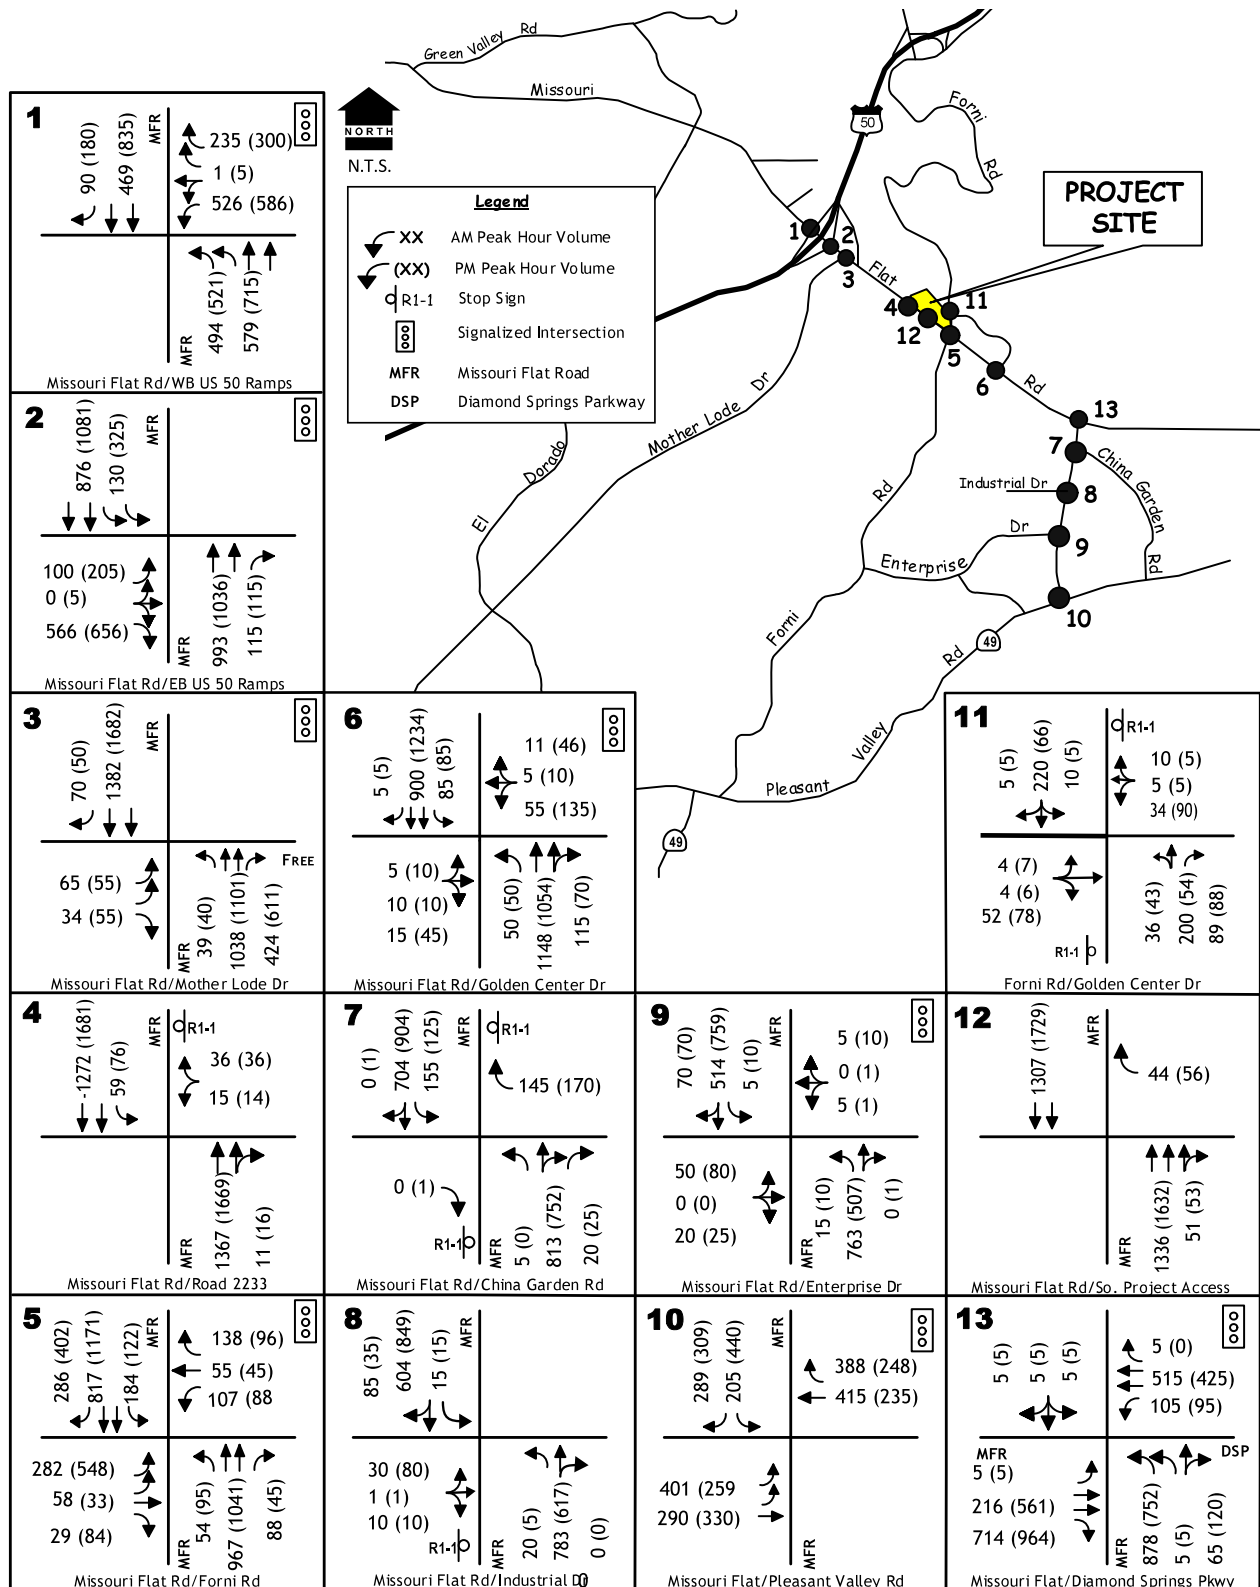 Green Valley Rd
Missouri
Forni
Rd
50
NORTH
N.T.S.
PROJECT
SITE
Legend
XX AM Peak Hour Volume
(XX) PM Peak Hour Volume
R1-1 Stop Sign
Signalized Intersection
MFR Missouri Flat Road
DSP Diamond Springs Parkway
1
2
3
Flat
4
11
12
5
6
Rd
13
7
China Garden
Rd
Industrial Dr
8
Dr
9
Enterprise
10
49
Rd
Forni
Rd
Valley
Pleasant
49
Mother Lode Dr
El
Dorado
1
90 (180)
469 (835)
MFR
235 (300)
1 (5)
526 (586)
494 (521)
579 (715)
MFR
Missouri Flat Rd/WB US 50 Ramps
2
876 (1081)
130 (325)
MFR
100 (205)
0 (5)
566 (656)
MFR
993 (1036)
115 (115)
Missouri Flat Rd/EB US 50 Ramps
3
70 (50)
1382 (1682)
MFR
65 (55)
34 (55)
FREE
MFR
39 (40)
1038 (1101)
424 (611)
Missouri Flat Rd/Mother Lode Dr
6
5 (5)
900 (1234)
85 (85)
11 (46)
5 (10)
55 (135)
5 (10)
10 (10)
15 (45)
50 (50)
1148 (1054)
115 (70)
Missouri Flat Rd/Golden Center Dr
11
5 (5)
220 (66)
10 (5)
R1-1
10 (5)
5 (5)
34 (90)
4 (7)
4 (6)
52 (78)
R1-1
36 (43)
200 (54)
89 (88)
Forni Rd/Golden Center Dr
4
-1272 (1681)
59 (76)
MFR
R1-1
36 (36)
15 (14)
MFR
1367 (1669)
11 (16)
Missouri Flat Rd/Road 2233
7
0 (1)
704 (904)
155 (125)
MFR
R1-1
145 (170)
0 (1)
R1-1
MFR
5 (0)
813 (752)
20 (25)
Missouri Flat Rd/China Garden Rd
9
70 (70)
514 (759)
5 (10)
MFR
5 (10)
0 (1)
5 (1)
50 (80)
0 (0)
20 (25)
MFR
15 (10)
763 (507)
0 (1)
Missouri Flat Rd/Enterprise Dr
12
1307 (1729)
MFR
44 (56)
MFR
1336 (1632)
51 (53)
Missouri Flat Rd/So. Project Access
5
286 (402)
817 (1171)
184 (122)
MFR
138 (96)
55 (45)
107 (88
282 (548)
58 (33)
29 (84)
MFR
54 (95)
967 (1041)
88 (45)
Missouri Flat Rd/Forni Rd
8
85 (35)
604 (849)
15 (15)
MFR
30 (80)
1 (1)
10 (10)
R1-1
MFR
20 (5)
783 (617)
0 (0)
Missouri Flat Rd/Industrial
10
289 (309)
205 (440)
MFR
388 (248)
415 (235)
401 (259
290 (330)
MFR
Missouri Flat/Pleasant Valley Rd
13
5 (5)
5 (5)
5 (5)
5 (0)
515 (425)
105 (95)
MFR
5 (5)
216 (561)
714 (964)
DSP
MFR
878 (752)
5 (5)
65 (120)
Missouri Flat/Diamond Springs Pkwy